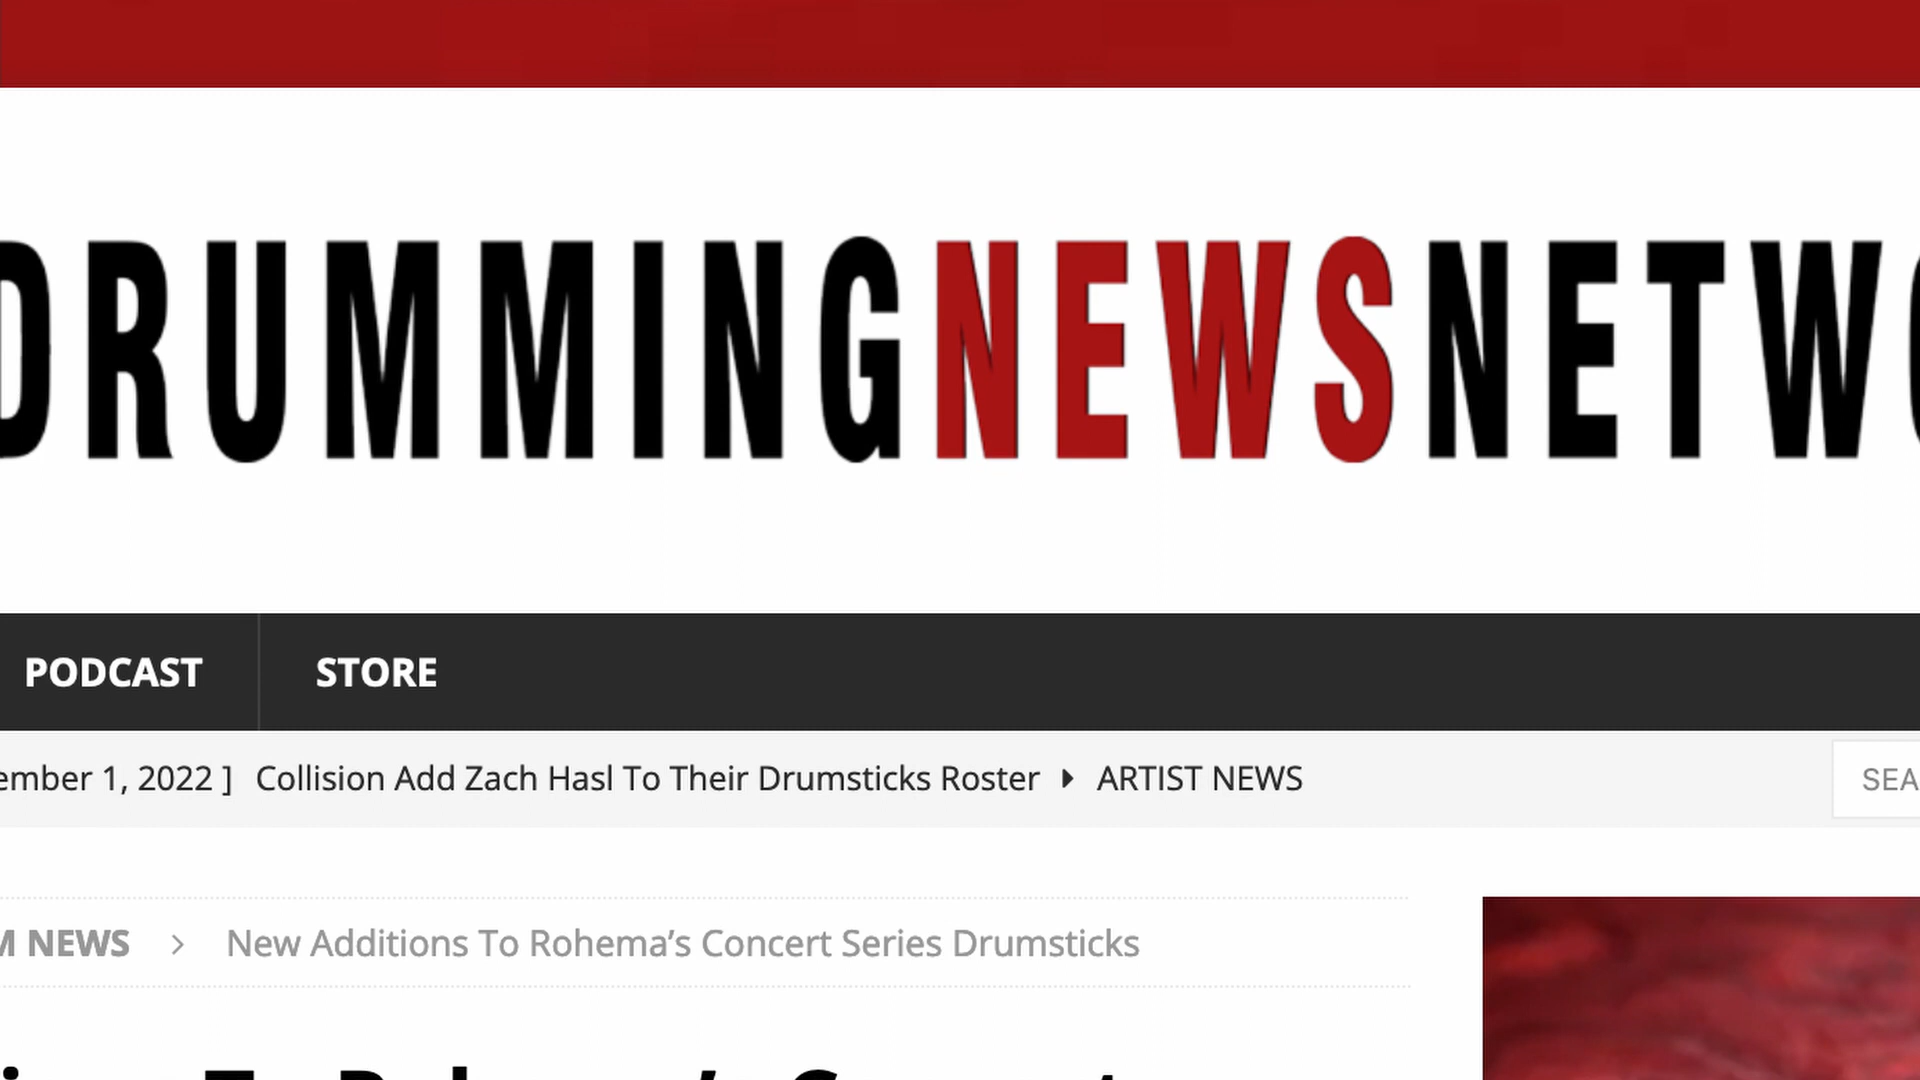 DRUMMINGNEWSNETW
PODCAST STORE
ember 1, 2022 ] Collision Add Zach Hasl To Their Drumsticks Roster ARTIST NEWS
SEA
M NEWS > New Additions To Rohema’s Concert Series Drumsticks